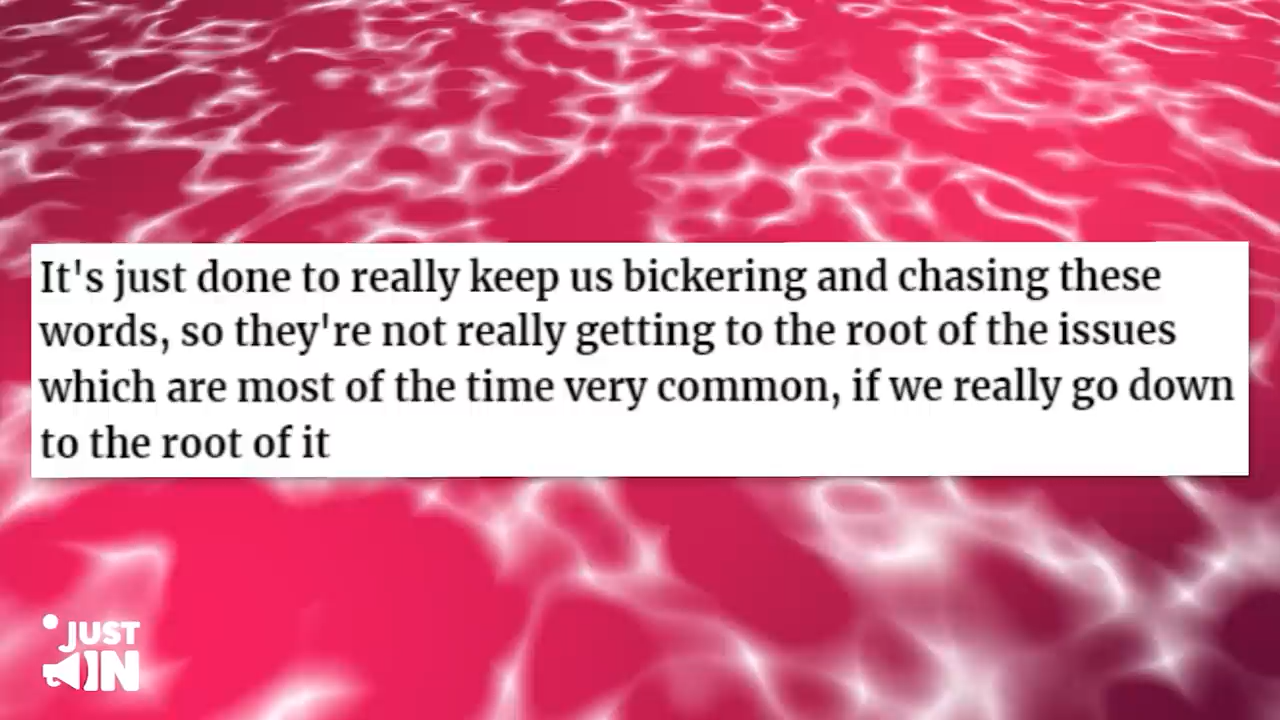 It's just done to really keep us bickering and chasing these
words, so they're not really getting to the root of the issues
which are most of the time very common, if we really go down
to the root of it
JUST
IN